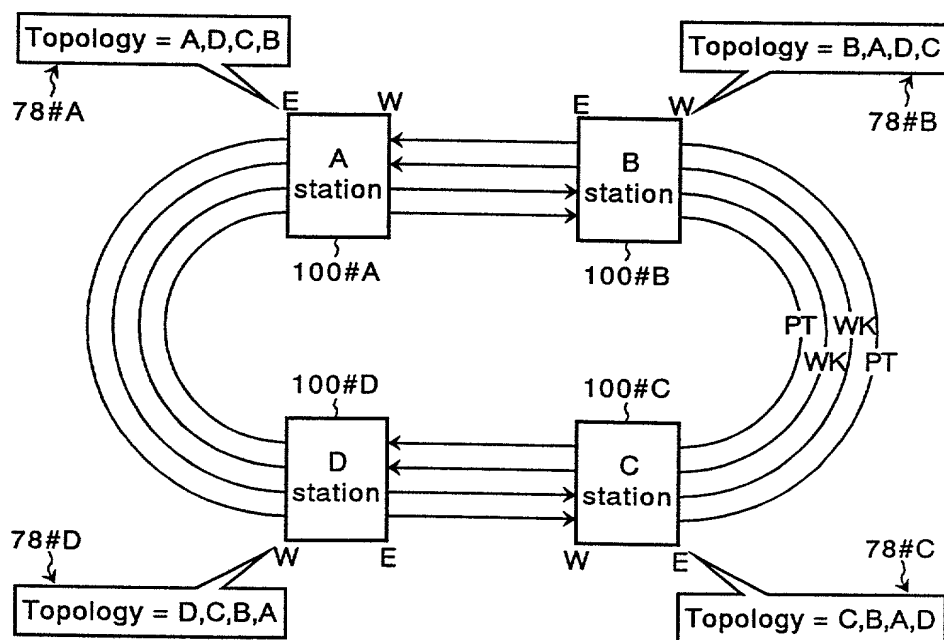 Topology = A,D,C,B
Topology = B,A,D,C
78#A
78#B
E W
E W
A
station
B
station
100#A
100#B
PT WK
WK PT
100#D
100#C
D
station
C
station
78#D
78#C
W E
W E
Topology = D,C,B,A
Topology = C,B,A,D